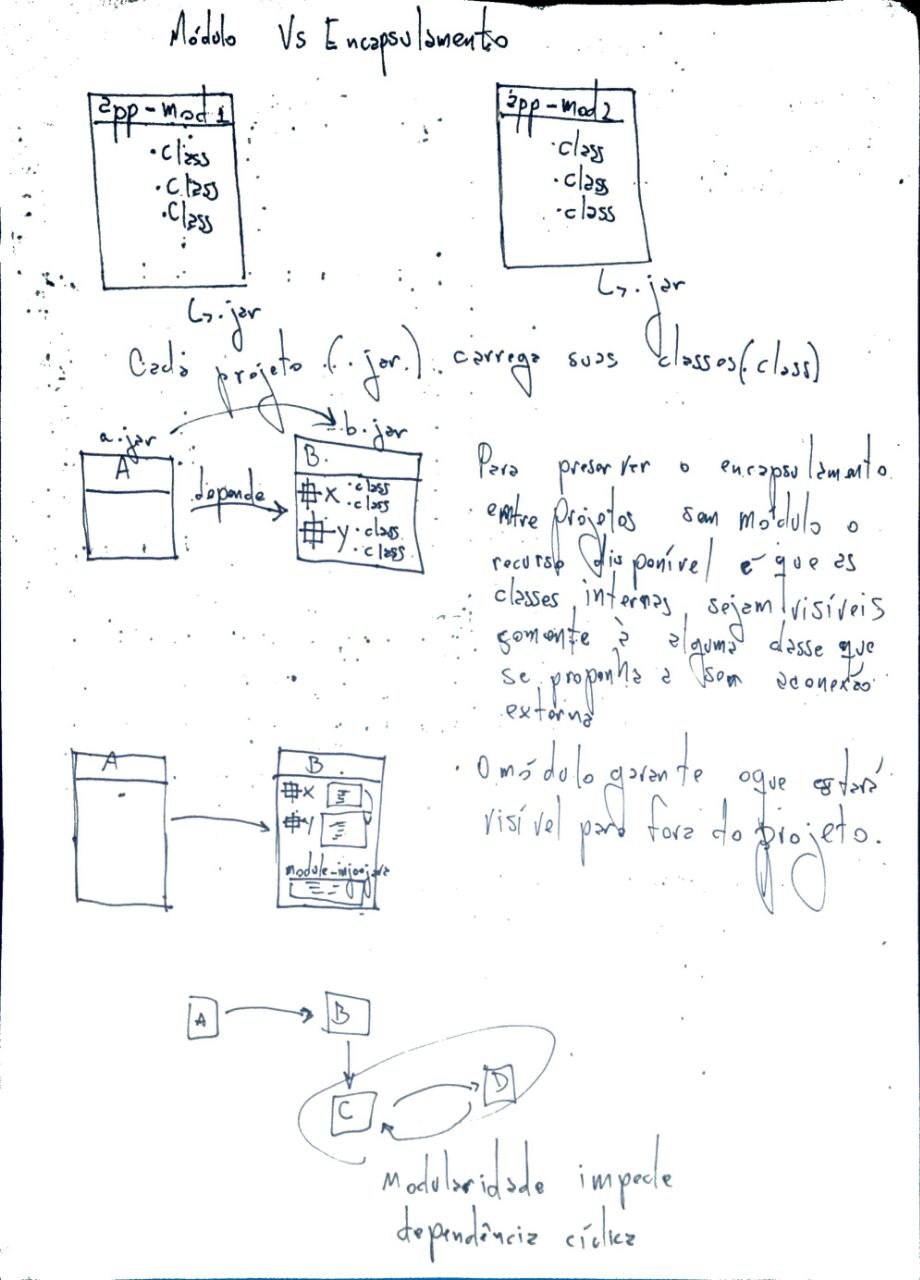 Módulo Vs Encapsulamento
app-mod1
.class
.class
.class
↳.jar
app-mod2
.class
.class
.class
↳.jar
Cada projeto (.jar) carrega suas classes(.class)
a.jar
b.jar
A
depende
B
x .class
.class
y .class
.class
Para preservar o encapsulamento
entre projetos sem módulo o
recurso disponível é que as
classes internas sejam visíveis
somente à alguma classe que
se proponha a sem aconexão
externa
A
B
x
y
module-info.java
. O módulo garante oque estará
visível para fora do projeto.
A
B
C
D
Modularidade impede
dependência cíclica